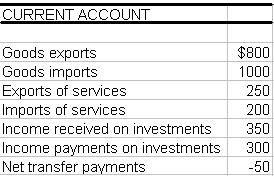 CURRENT ACCOUNT
Goods exports $800
Goods imports 1000
Exports of services 250
Imports of services 200
Income received on investments 350
Income payments on investments 300
Net transfer payments -50